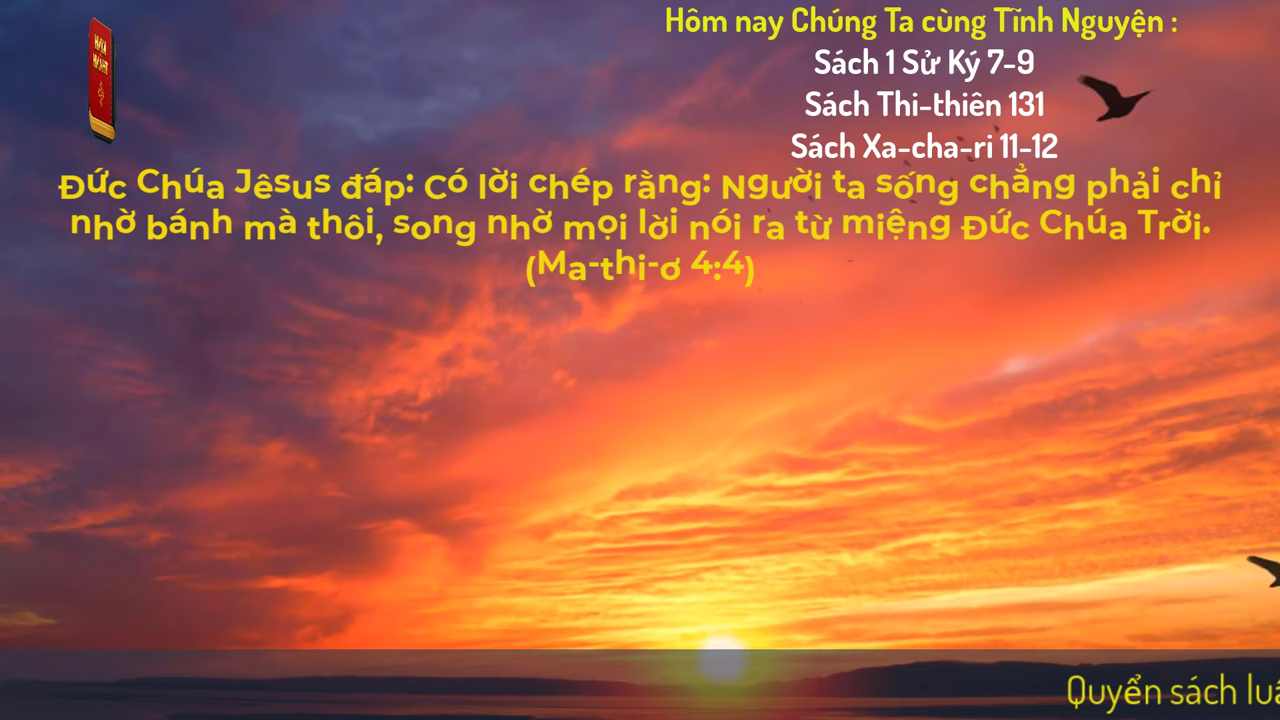 KINH
THÁNH
Hôm nay Chúng Ta cùng Tĩnh Nguyện :
Sách 1 Sử Ký 7-9
Sách Thi-thiên 131
Sách Xa-cha-ri 11-12
Đức Chúa Jêsus đáp: Có lời chép rằng: Người ta sống chẳng phải chỉ
nhờ bánh mà thôi, song nhờ mọi lời nói ra từ miệng Đức Chúa Trời.
(Ma-thi-ơ 4:4)
Quyển sách